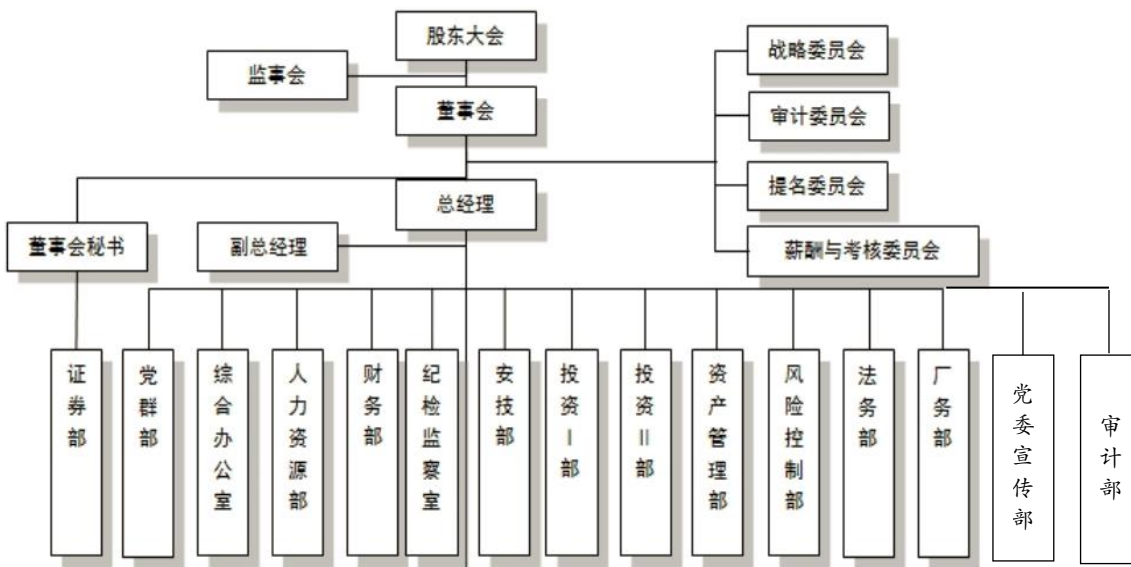 股东大会
战略委员会
监事会
董事会
审计委员会
提名委员会
总经理
董事会秘书
副总经理
薪酬与考核委员会
证券部
党群部
综合办公室
人力资源部
财务部
纪检监察室
安技部
投资Ⅰ部
投资Ⅱ部
资产管理部
风险控制部
法务部
厂务部
党委宣传部
审计部